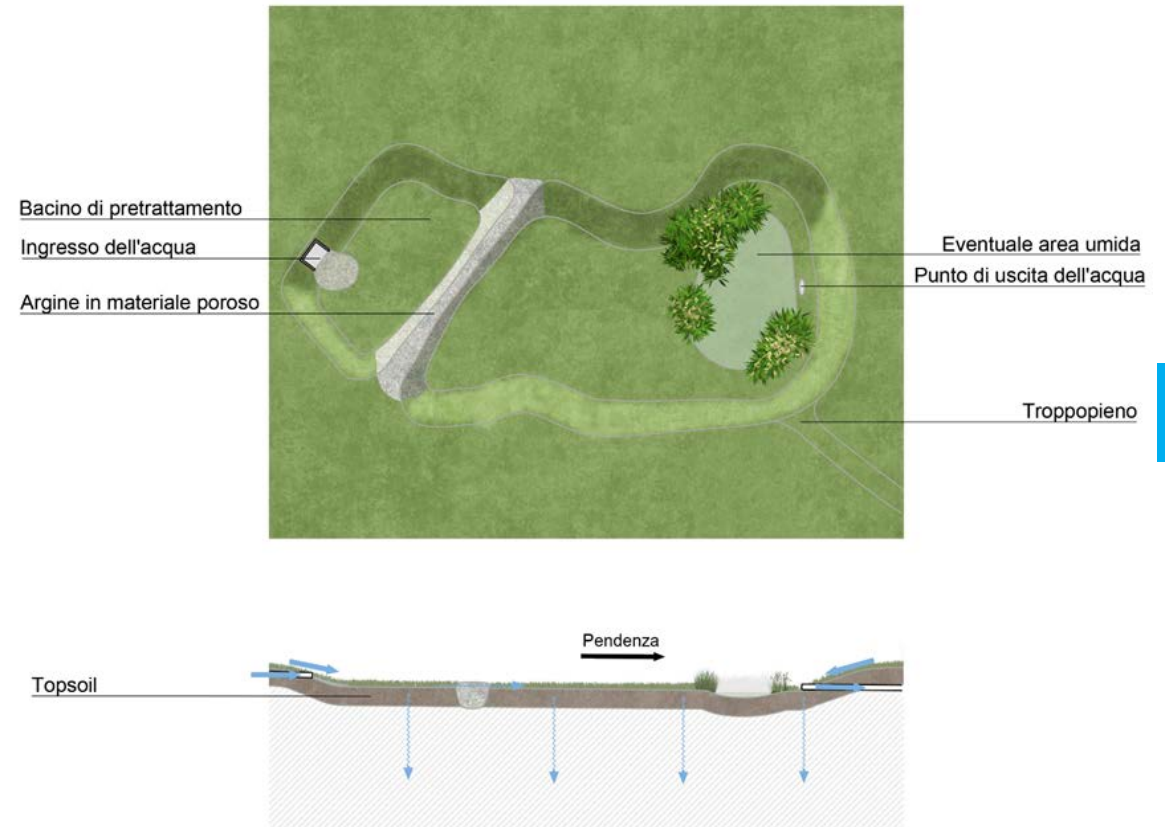 Bacino di pretrattamento
Ingresso dell'acqua
Argine in materiale poroso
Eventuale area umida
Punto di uscita dell'acqua
Troppopieno
Pendenza
Topsoil